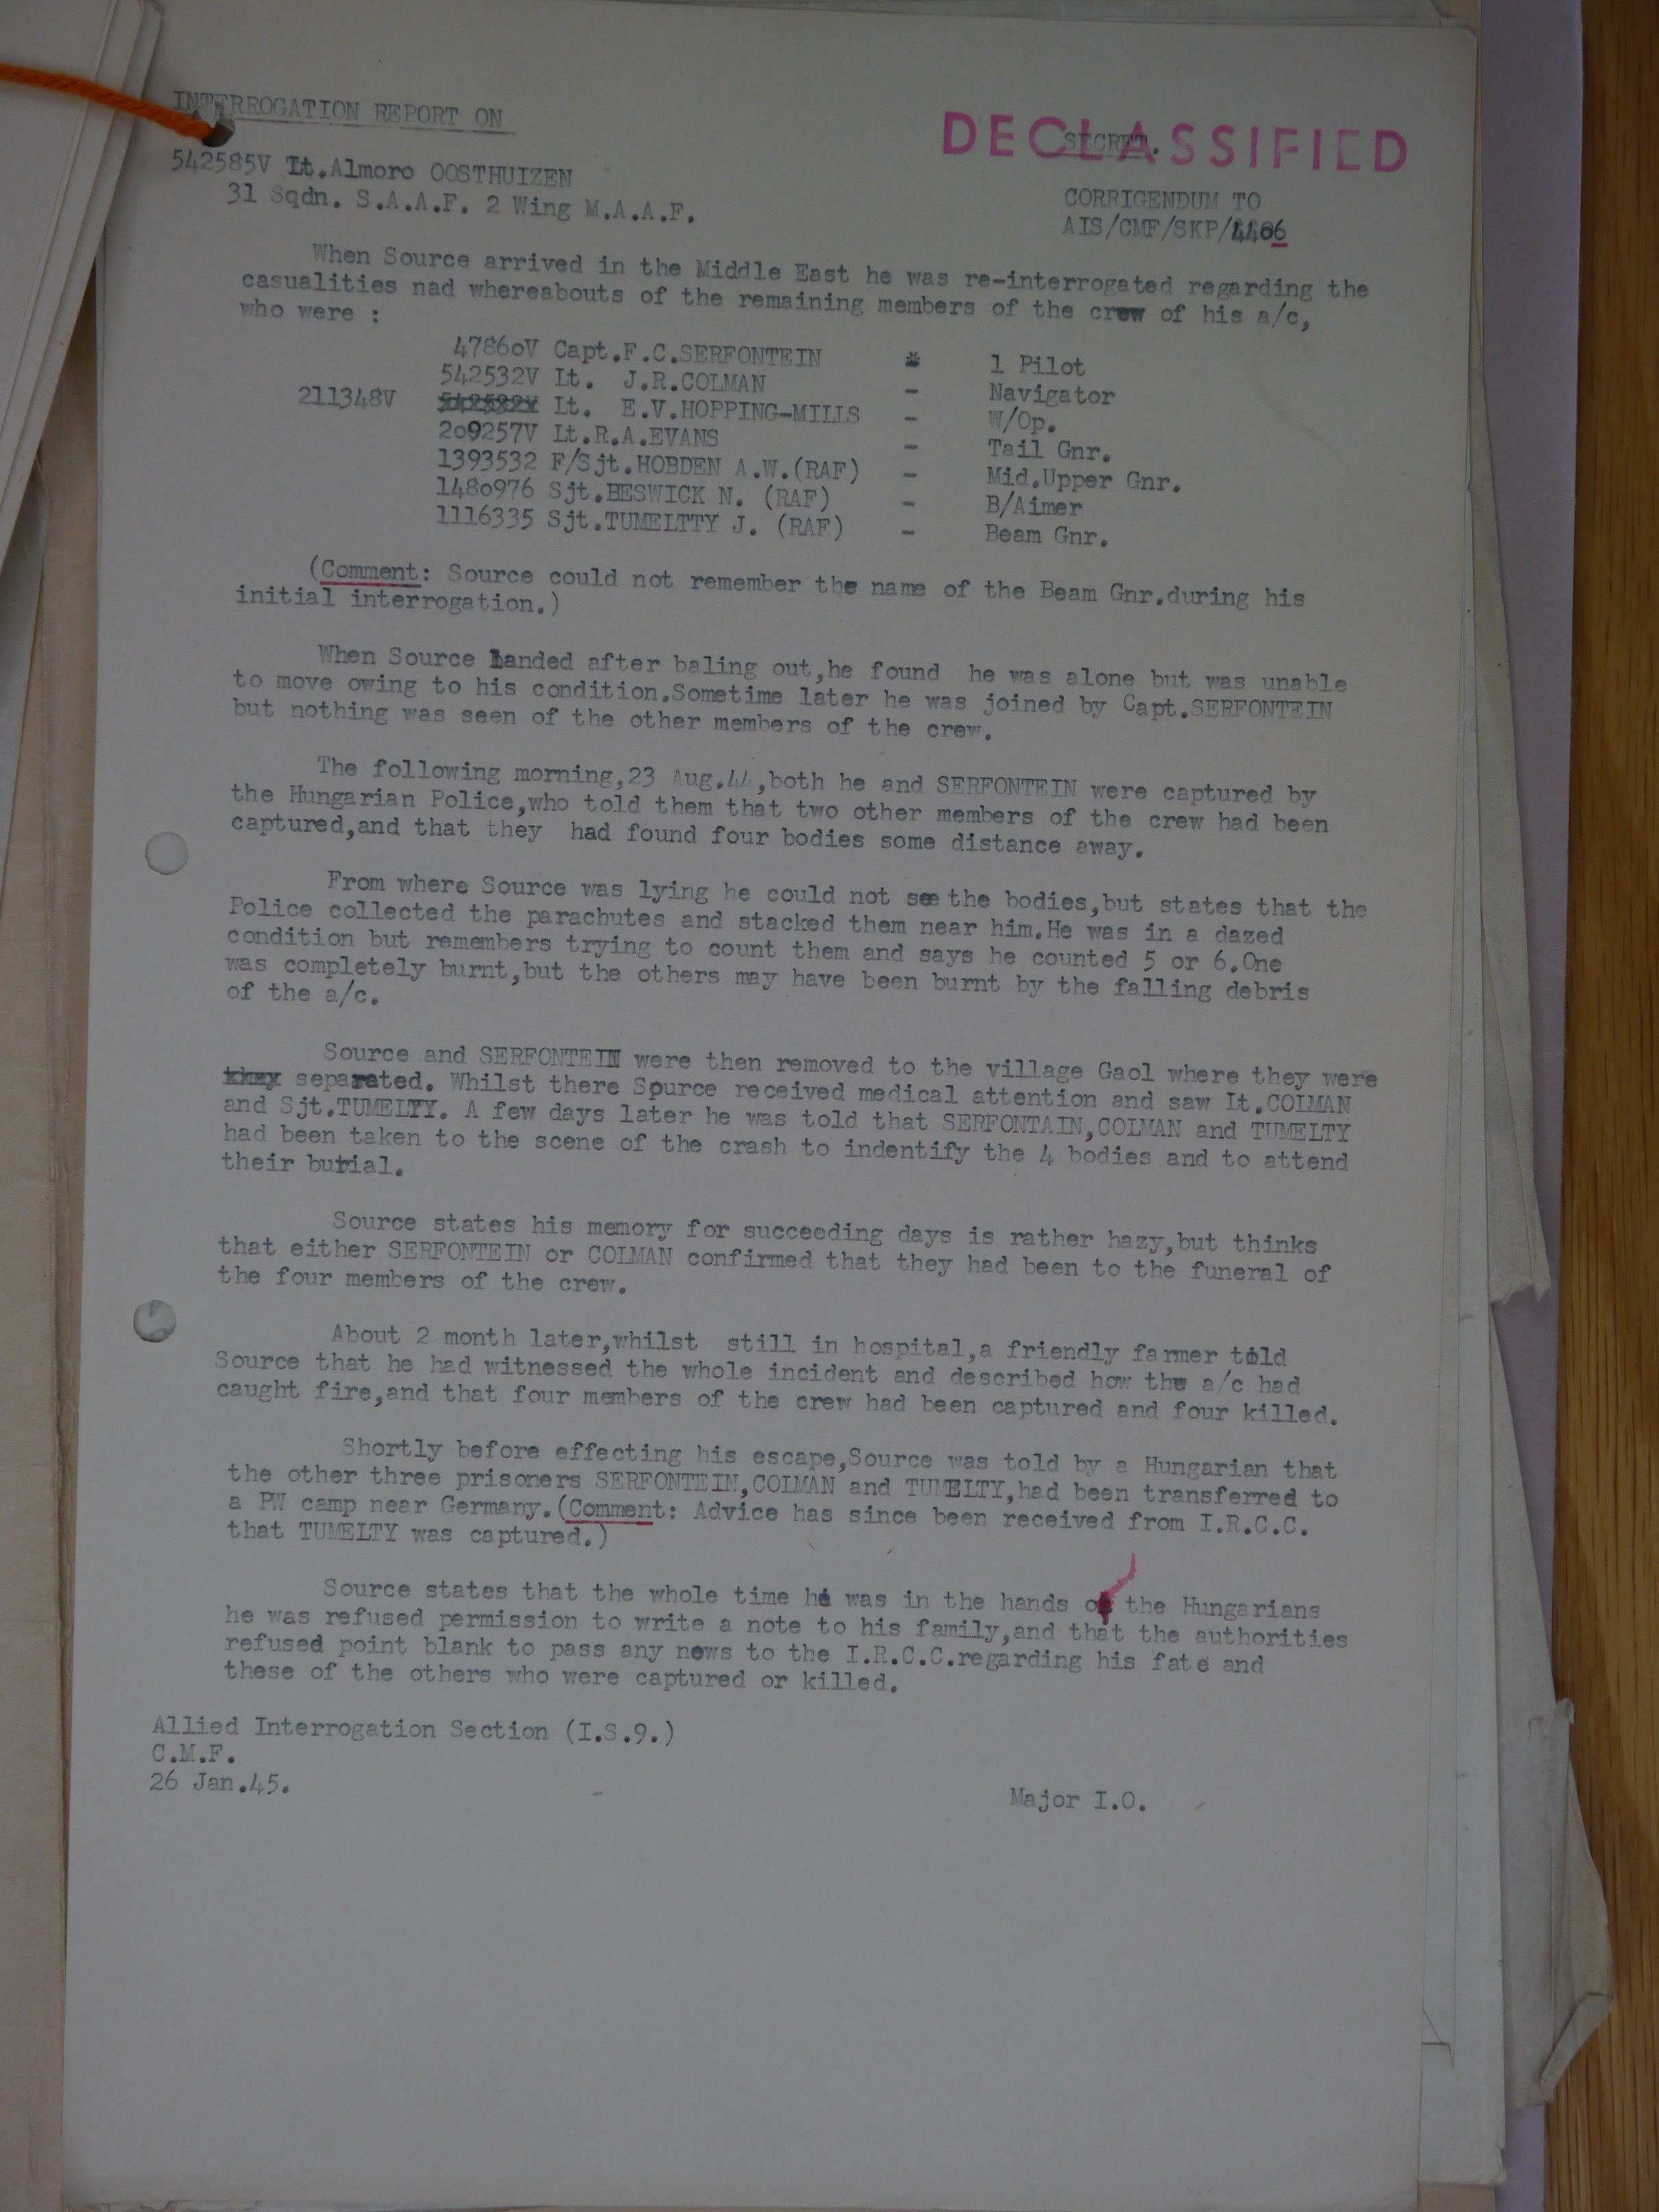 INTERROGATION REPORT ON
DECLASSIFIED
SECRET.
542585V Lt.Almoro OOSTHUIZEN
31 Sqdn. S.A.A.F. 2 Wing M.A.A.F.
CORRIGENDUM TO
AIS/CMF/SKP/4406
When Source arrived in the Middle East he was re-interrogated regarding the
casualities nad whereabouts of the remaining members of the crew of his a/c,
who were :
47860V Capt.F.C.SERFONTEIN - 1 Pilot
542532V Lt. J.R.COLMAN - Navigator
211348V 542532V Lt. E.V.HOPPING-MILLS - W/Op.
209257V Lt.R.A.EVANS - Tail Gnr.
1393532 F/Sjt.HOBDEN A.W.(RAF) - Mid.Upper Gnr.
1480976 Sjt.BESWICK N. (RAF) - B/Aimer
1116335 Sjt.TUMELTTY J. (RAF) - Beam Gnr.
(Comment: Source could not remember the name of the Beam Gnr.during his
initial interrogation.)
When Source landed after baling out,he found he was alone but was unable
to move owing to his condition.Sometime later he was joined by Capt.SERFONTEIN
but nothing was seen of the other members of the crew.
The following morning,23 Aug.44,both he and SERFONTEIN were captured by
the Hungarian Police,who told them that two other members of the crew had been
captured,and that they had found four bodies some distance away.
From where Source was lying he could not see the bodies,but states that the
Police collected the parachutes and stacked them near him.He was in a dazed
condition but remembers trying to count them and says he counted 5 or 6.One
was completely burnt,but the others may have been burnt by the falling debris
of the a/c.
Source and SERFONTEIN were then removed to the village Gaol where they were
they separated. Whilst there Spurce received medical attention and saw Lt.COLMAN
and Sjt.TUMELTY. A few days later he was told that SERFONTAIN,COLMAN and TUMELTY
had been taken to the scene of the crash to indentify the 4 bodies and to attend
their burial.
Source states his memory for succeeding days is rather hazy,but thinks
that either SERFONTEIN or COLMAN confirmed that they had been to the funeral of
the four members of the crew.
About 2 month later,whilst still in hospital,a friendly farmer told
Source that he had witnessed the whole incident and described how the a/c had
caught fire,and that four members of the crew had been captured and four killed.
Shortly before effecting his escape,Source was told by a Hungarian that
the other three prisoners SERFONTEIN,COLMAN and TUMELTY,had been transferred to
a PW camp near Germany.(Comment: Advice has since been received from I.R.C.C.
that TUMELTY was captured.)
Source states that the whole time he was in the hands of the Hungarians
he was refused permission to write a note to his family,and that the authorities
refused point blank to pass any news to the I.R.C.C.regarding his fate and
these of the others who were captured or killed.
Allied Interrogation Section (I.S.9.)
C.M.F.
26 Jan.45.
Major I.O.